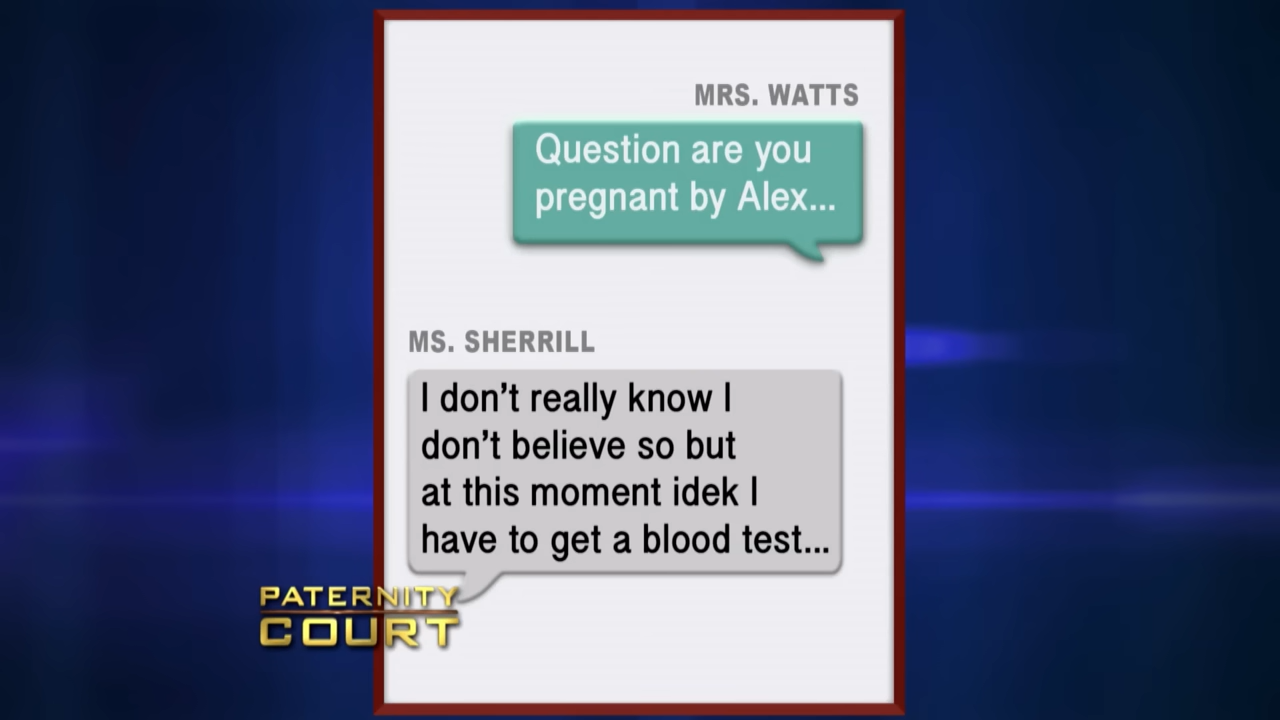 MRS. WATTS
Question are you
pregnant by Alex...
MS. SHERRILL
I don't really know I
don't believe so but
at this moment idek I
have to get a blood test...
PATERNITY
COURT